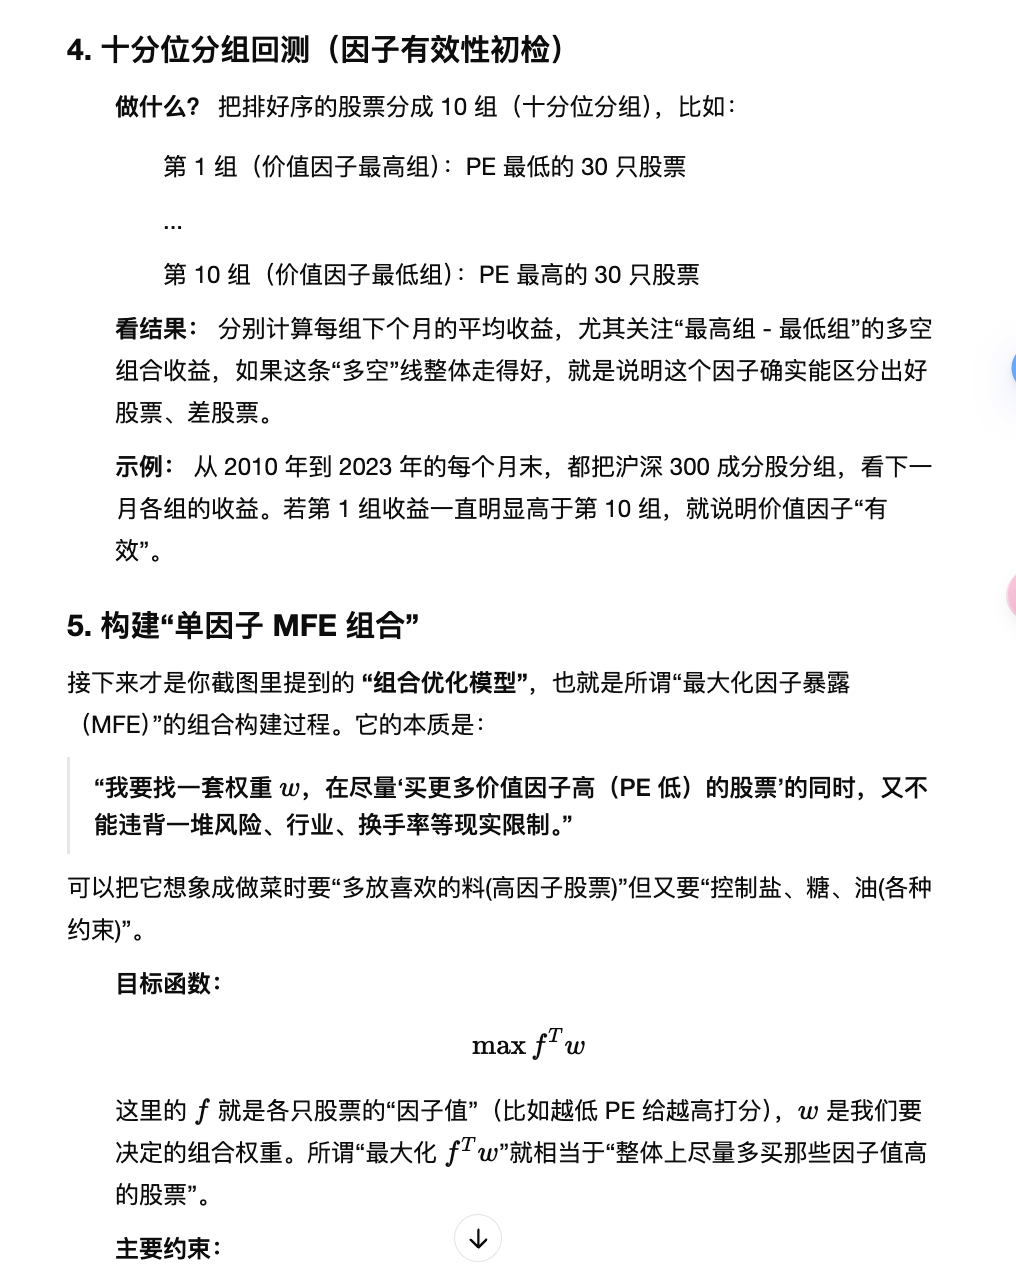 4. 十分位分组回测（因子有效性初检）
做什么？ 把排好序的股票分成 10 组（十分位分组），比如：
第 1 组（价值因子最高组）：PE 最低的 30 只股票
...
第 10 组（价值因子最低组）：PE 最高的 30 只股票
看结果： 分别计算每组下个月的平均收益，尤其关注“最高组 - 最低组”的多空
组合收益，如果这条“多空”线整体走得好，就是说明这个因子确实能区分出好
股票、差股票。
示例： 从 2010 年到 2023 年的每个月末，都把沪深 300 成分股分组，看下一
月各组的收益。若第 1 组收益一直明显高于第 10 组，就说明价值因子“有
效”。
5. 构建“单因子 MFE 组合”
接下来才是你截图里提到的 “组合优化模型”，也就是所谓“最大化因子暴露
（MFE）”的组合构建过程。它的本质是：
“我要找一套权重 w，在尽量‘买更多价值因子高（PE 低）的股票’的同时，又不
能违背一堆风险、行业、换手率等现实限制。”
可以把它想象成做菜时要“多放喜欢的料(高因子股票)”但又要“控制盐、糖、油(各种
约束)”。
目标函数：
max f^T w
这里的 f 就是各只股票的“因子值”（比如越低 PE 给越高打分），w 是我们要
决定的组合权重。所谓“最大化 f^T w”就相当于“整体上尽量多买那些因子值高
的股票”。
主要约束：